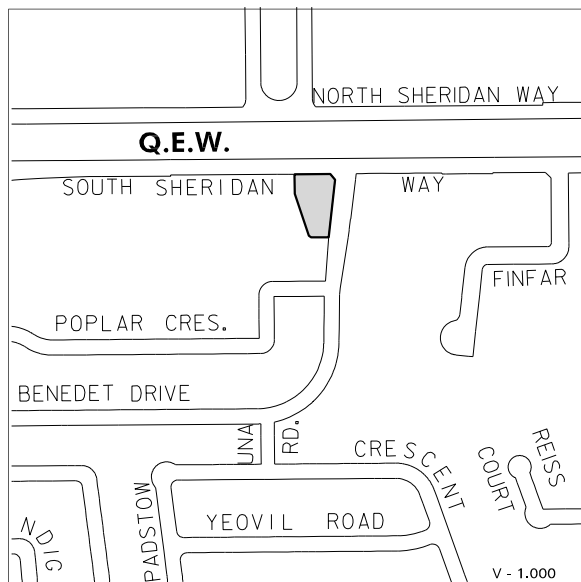 NORTH SHERIDAN WAY
Q.E.W.
SOUTH SHERIDAN WAY
FINFAR
POPLAR CRES.
BENEDET DRIVE
UNA RD.
CRESCENT
PADSTOW
YEOVIL ROAD
REISS
COURT
NDIG
V - 1.000